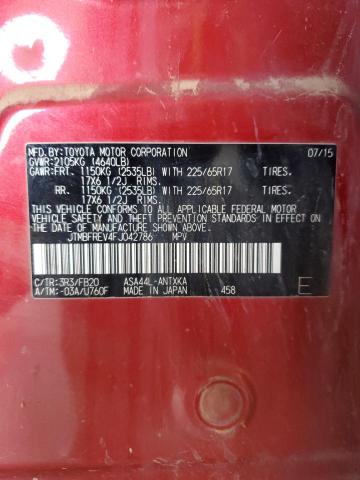 MFD.BY:TOYOTA MOTOR CORPORATION 07/15
GVWR:2105KG (4640LB)
GAWR:FRT. 1150KG (2535LB) WITH 225/65R17 TIRES.
17X6 1/2J RIMS.
RR. 1150KG (2535LB) WITH 225/65R17 TIRES.
17X6 1/2J RIMS.
THIS VEHICLE CONFORMS TO ALL APPLICABLE FEDERAL MOTOR
VEHICLE SAFETY STANDARDS IN EFFECT ON THE
DATE OF MANUFACTURE SHOWN ABOVE.
JTMBFREV4FJ042786 MPV
C/TR:3R3/FB20 ASA44L-ANTXKA
A/TM:-03A/U760F MADE IN JAPAN 458
E